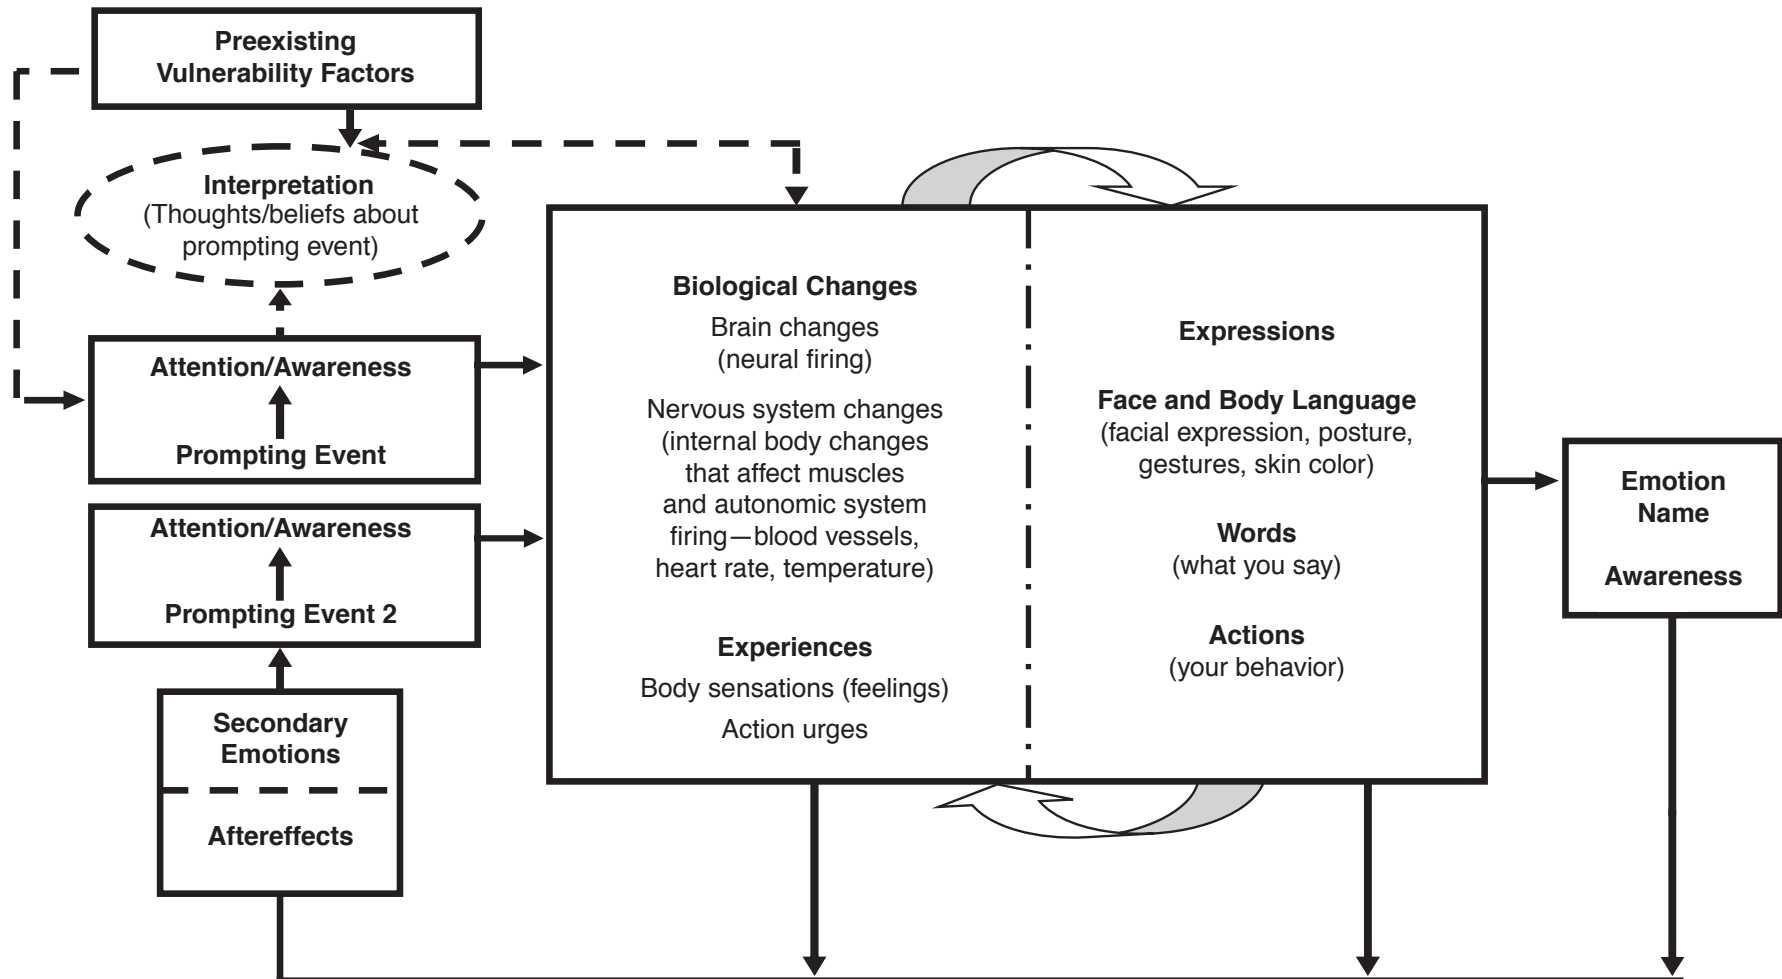 Preexisting
Vulnerability Factors
Interpretation
(Thoughts/beliefs about
prompting event)
Attention/Awareness
Prompting Event
Attention/Awareness
Prompting Event 2
Secondary
Emotions
Aftereffects
Biological Changes
Brain changes
(neural firing)
Nervous system changes
(internal body changes
that affect muscles
and autonomic system
firing—blood vessels,
heart rate, temperature)
Experiences
Body sensations (feelings)
Action urges
Expressions
Face and Body Language
(facial expression, posture,
gestures, skin color)
Words
(what you say)
Actions
(your behavior)
Emotion
Name
Awareness